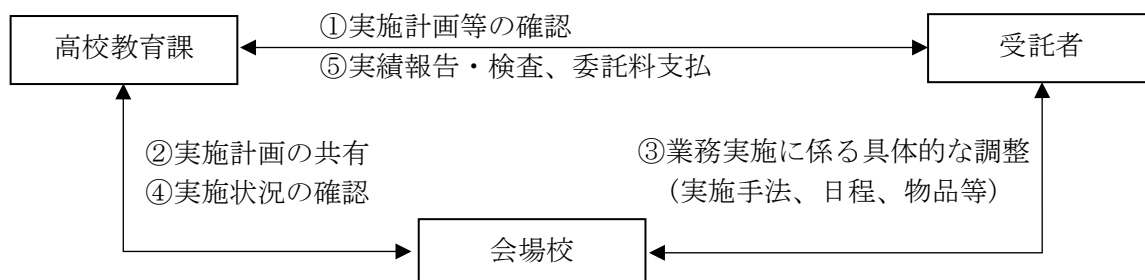 ①実施計画等の確認
高校教育課
受託者
⑤実績報告・検査、委託料支払
②実施計画の共有
④実施状況の確認
③業務実施に係る具体的な調整
（実施手法、日程、物品等）
会場校